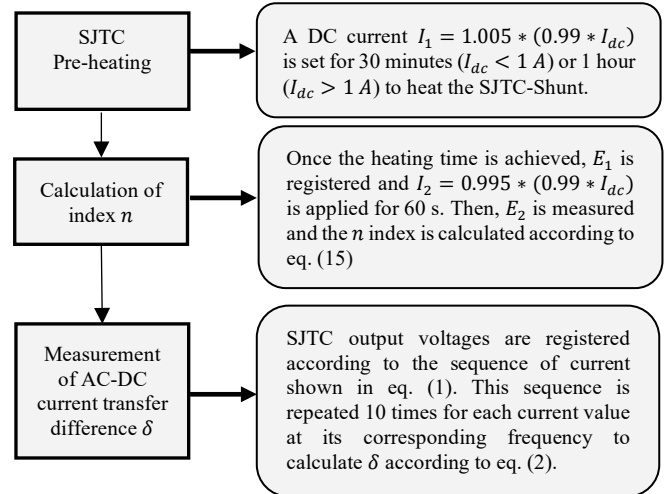 SJTC
Pre-heating
A DC current I₁ = 1.005 ∗ (0.99 ∗ I_dc)
is set for 30 minutes (I_dc < 1 A) or 1 hour
(I_dc > 1 A) to heat the SJTC-Shunt.
Calculation of
index n
Once the heating time is achieved, E₁ is
registered and I₂ = 0.995 ∗ (0.99 ∗ I_dc)
is applied for 60 s. Then, E₂ is measured
and the n index is calculated according to
eq. (15)
Measurement
of AC-DC
current transfer
difference δ
SJTC output voltages are registered
according to the sequence of current
shown in eq. (1). This sequence is
repeated 10 times for each current value
at its corresponding frequency to
calculate δ according to eq. (2).